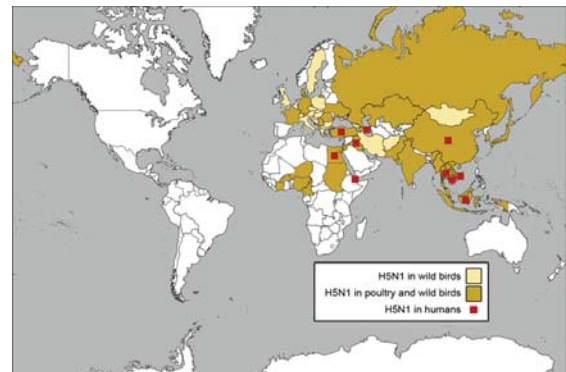 H5N1 in wild birds
H5N1 in poultry and wild birds
H5N1 in humans